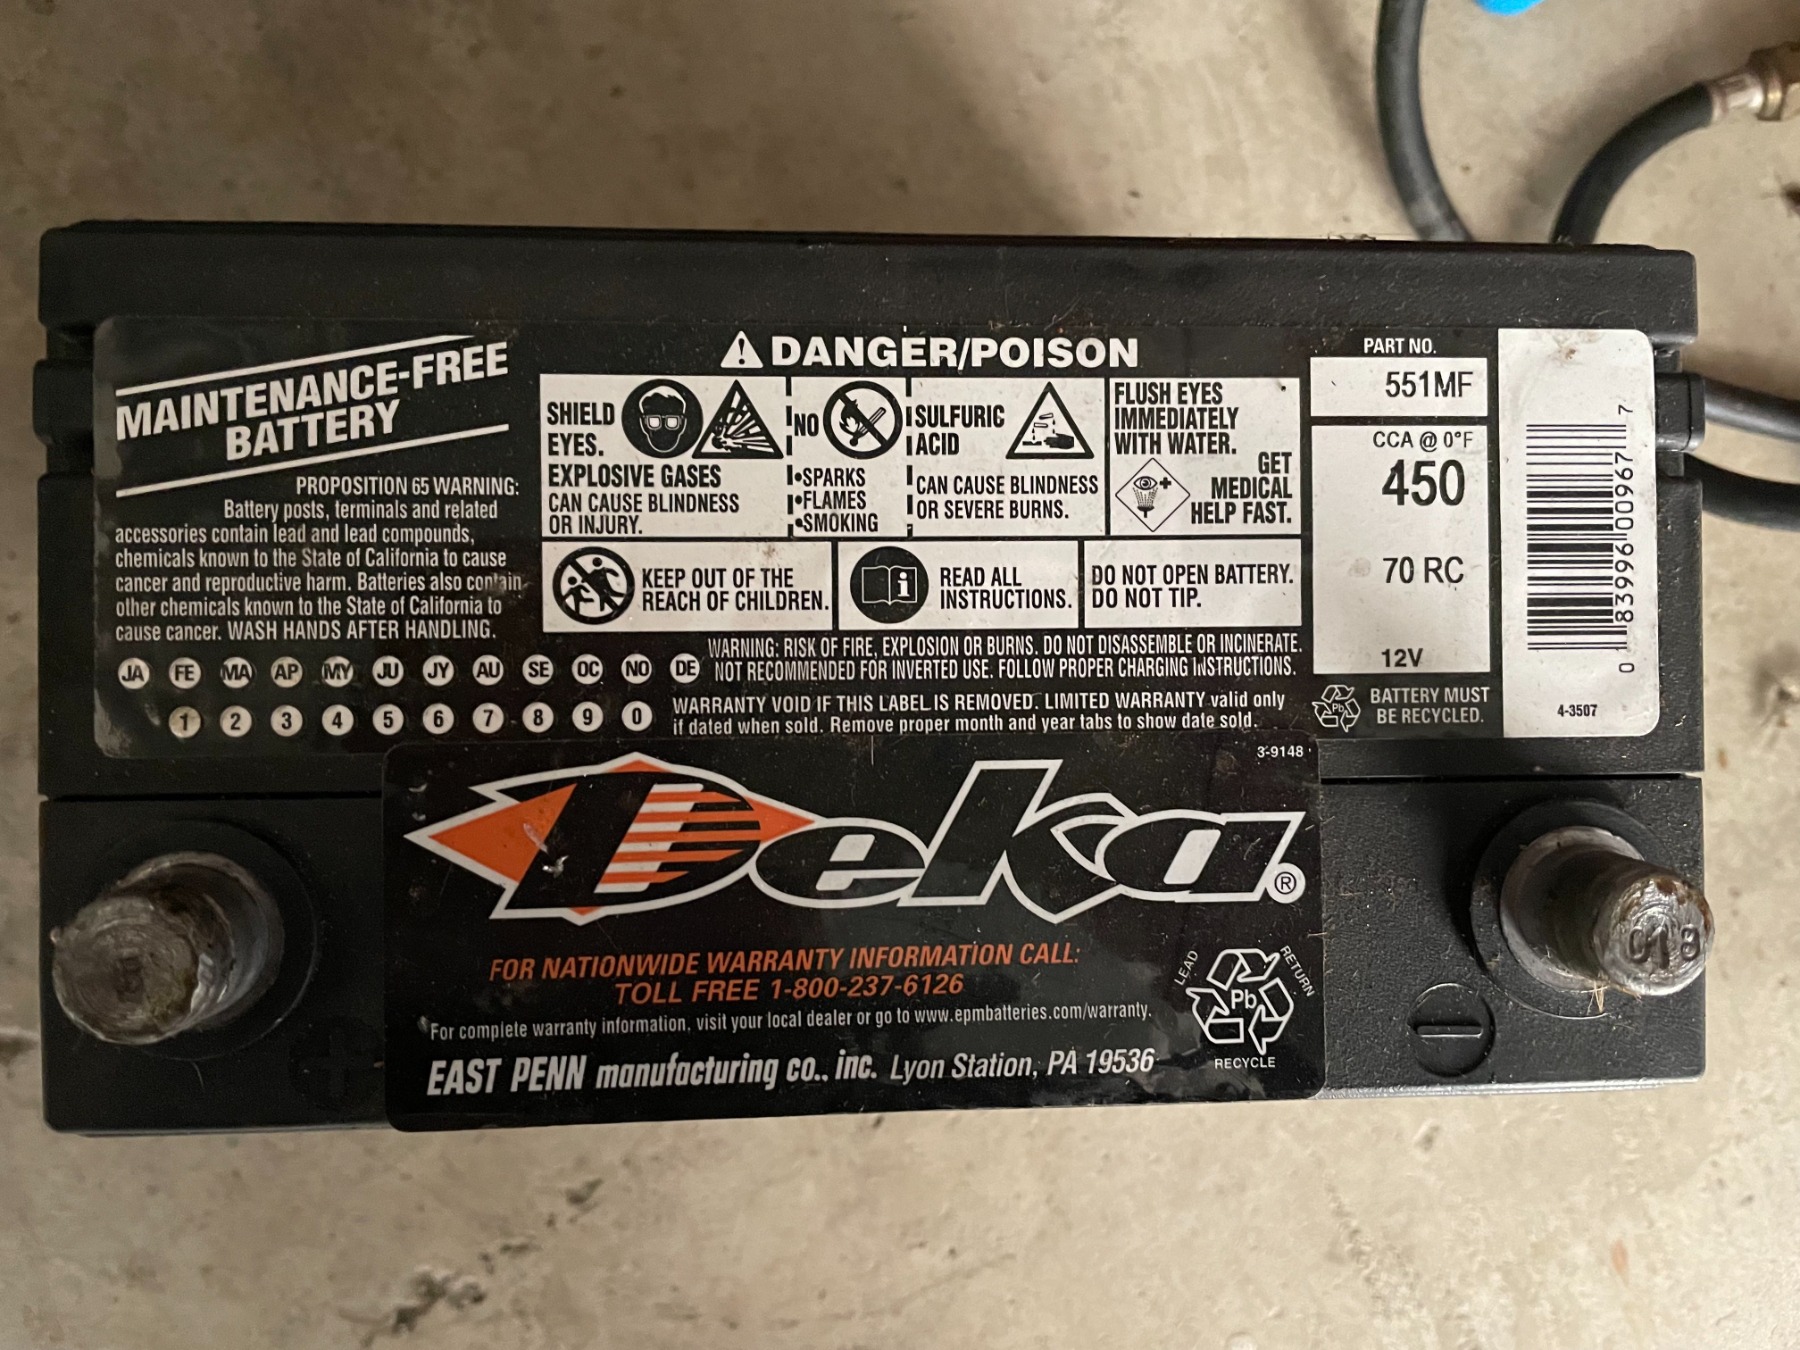 MAINTENANCE-FREE
BATTERY
PROPOSITION 65 WARNING:
Battery posts, terminals and related
accessories contain lead and lead compounds,
chemicals known to the State of California to cause
cancer and reproductive harm. Batteries also contain
other chemicals known to the State of California to
cause cancer. WASH HANDS AFTER HANDLING.
DANGER/POISON
SHIELD
EYES.
EXPLOSIVE GASES
CAN CAUSE BLINDNESS
OR INJURY.
NO
•SPARKS
•FLAMES
•SMOKING
SULFURIC
ACID
CAN CAUSE BLINDNESS
OR SEVERE BURNS.
FLUSH EYES
IMMEDIATELY
WITH WATER.
GET
MEDICAL
HELP FAST.
KEEP OUT OF THE
REACH OF CHILDREN.
READ ALL
INSTRUCTIONS.
DO NOT OPEN BATTERY.
DO NOT TIP.
WARNING: RISK OF FIRE, EXPLOSION OR BURNS. DO NOT DISASSEMBLE OR INCINERATE.
NOT RECOMMENDED FOR INVERTED USE. FOLLOW PROPER CHARGING INSTRUCTIONS.
JA FE MA AP MY JU JY AU SE OC NO DE
1 2 3 4 5 6 7 8 9 0
WARRANTY VOID IF THIS LABEL IS REMOVED. LIMITED WARRANTY valid only
if dated when sold. Remove proper month and year tabs to show date sold.
PART NO.
551MF
CCA @ 0°F
450
70 RC
12V
Pb
BATTERY MUST
BE RECYCLED.
0 83996 00967 7
4-3507
3-9148
Deka®
FOR NATIONWIDE WARRANTY INFORMATION CALL:
TOLL FREE 1-800-237-6126
For complete warranty information, visit your local dealer or go to www.epmbatteries.com/warranty.
EAST PENN manufacturing co., inc. Lyon Station, PA 19536
LEAD
RETURN
Pb
RECYCLE